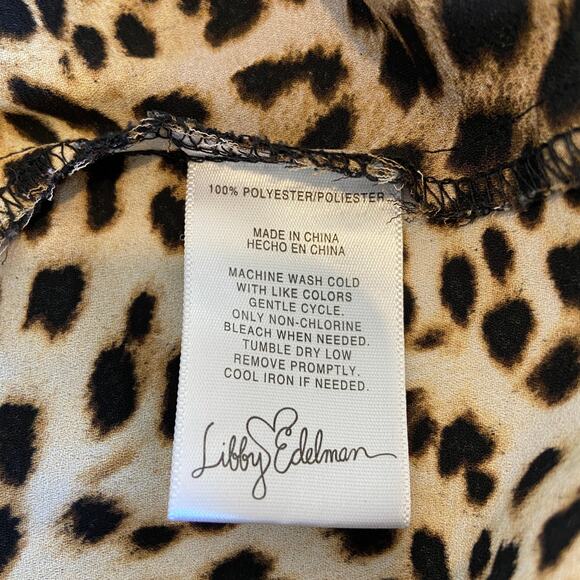 100% POLYESTER/POLIESTER
MADE IN CHINA
HECHO EN CHINA
MACHINE WASH COLD
WITH LIKE COLORS
GENTLE CYCLE.
ONLY NON-CHLORINE
BLEACH WHEN NEEDED.
TUMBLE DRY LOW
REMOVE PROMPTLY.
COOL IRON IF NEEDED.
Libby Edelman